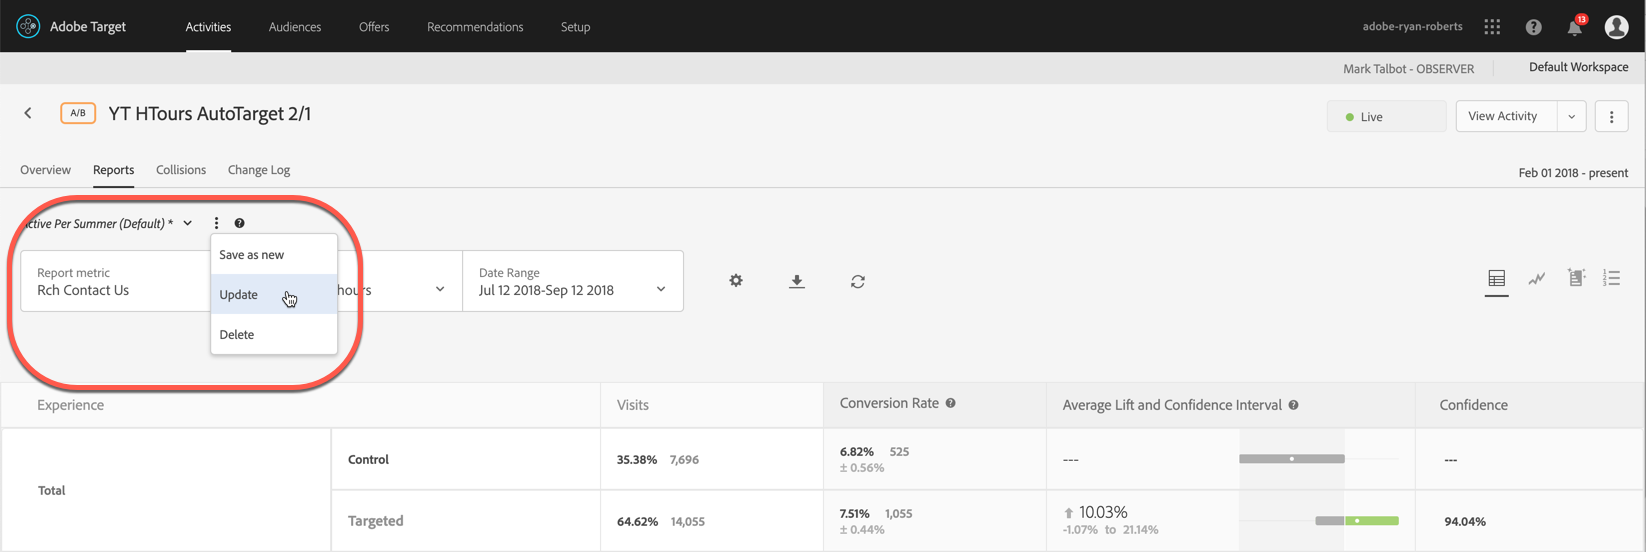 Adobe Target Activities Audiences Offers Recommendations Setup adobe-ryan-roberts ? 13
Mark Talbot - OBSERVER Default Workspace
A/B YT HTours AutoTarget 2/1 Live View Activity
Overview Reports Collisions Change Log Feb 01 2018 - present
Per Summer (Default) * ?
Save as new
Report metric Date Range
Rch Contact Us Update hours Jul 12 2018-Sep 12 2018
Delete
Experience Visits Conversion Rate ? Average Lift and Confidence Interval ? Confidence
Total
Control 35.38% 7,696 6.82% 525 --- ---
± 0.56%
Targeted 64.62% 14,055 7.51% 1,055 10.03% 94.04%
± 0.44% -1.07% to 21.14%